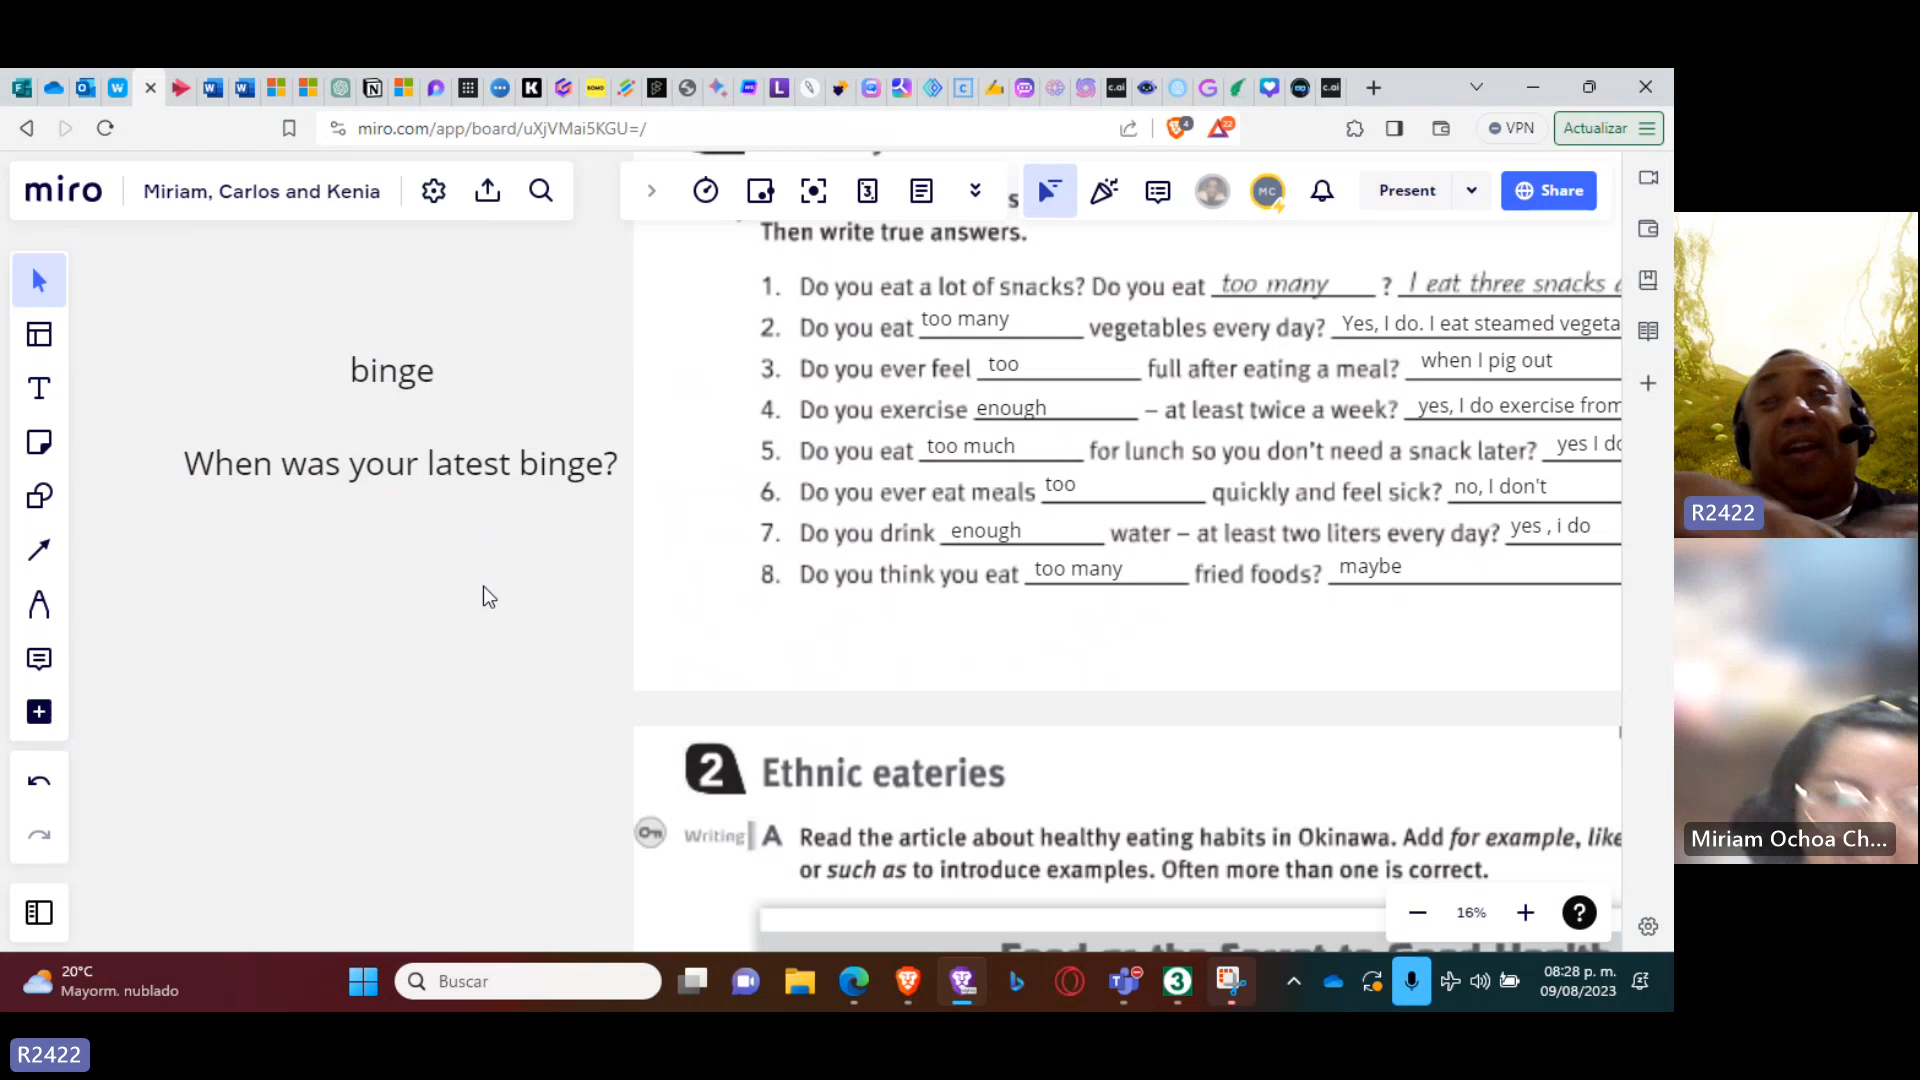 miro.com/app/board/uXjVMai5KGU=/
VPN
Actualizar
miro
Miriam, Carlos and Kenia
MC
Present
Share
Then write true answers.
1. Do you eat a lot of snacks? Do you eat too many ? I eat three snacks
2. Do you eat too many vegetables every day? Yes, I do. I eat steamed vegeta
3. Do you ever feel too full after eating a meal? when I pig out
4. Do you exercise enough – at least twice a week? yes, I do exercise from
5. Do you eat too much for lunch so you don't need a snack later? yes I do
6. Do you ever eat meals too quickly and feel sick? no, I don't
7. Do you drink enough water – at least two liters every day? yes , i do
8. Do you think you eat too many fried foods? maybe
binge
When was your latest binge?
2 Ethnic eateries
Writing A Read the article about healthy eating habits in Okinawa. Add for example, like
or such as to introduce examples. Often more than one is correct.
16%
R2422
Miriam Ochoa Ch...
20°C
Mayorm. nublado
Buscar
08:28 p. m.
09/08/2023
R2422